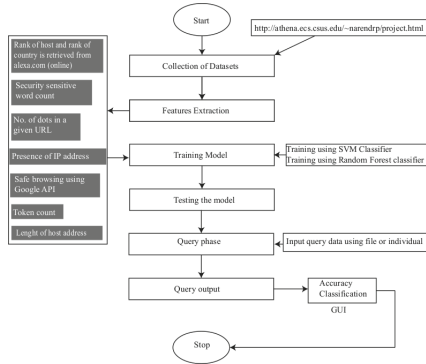 Start
http://athena.ecs.csus.edu/~narendrp/project.html
Rank of host and rank of
country is retrieved from
alexa.com (online)
Collection of Datasets
Security sensitive
word count
Features Extraction
No. of dots in a
given URL
Presence of IP address
Training Model
Training using SVM Classifier
Training using Random Forest classifier
Safe browsing using
Google API
Testing the model
Token count
Lenght of host address
Query phase
Input query data using file or individual
Query output
Accuracy
Classification
GUI
Stop